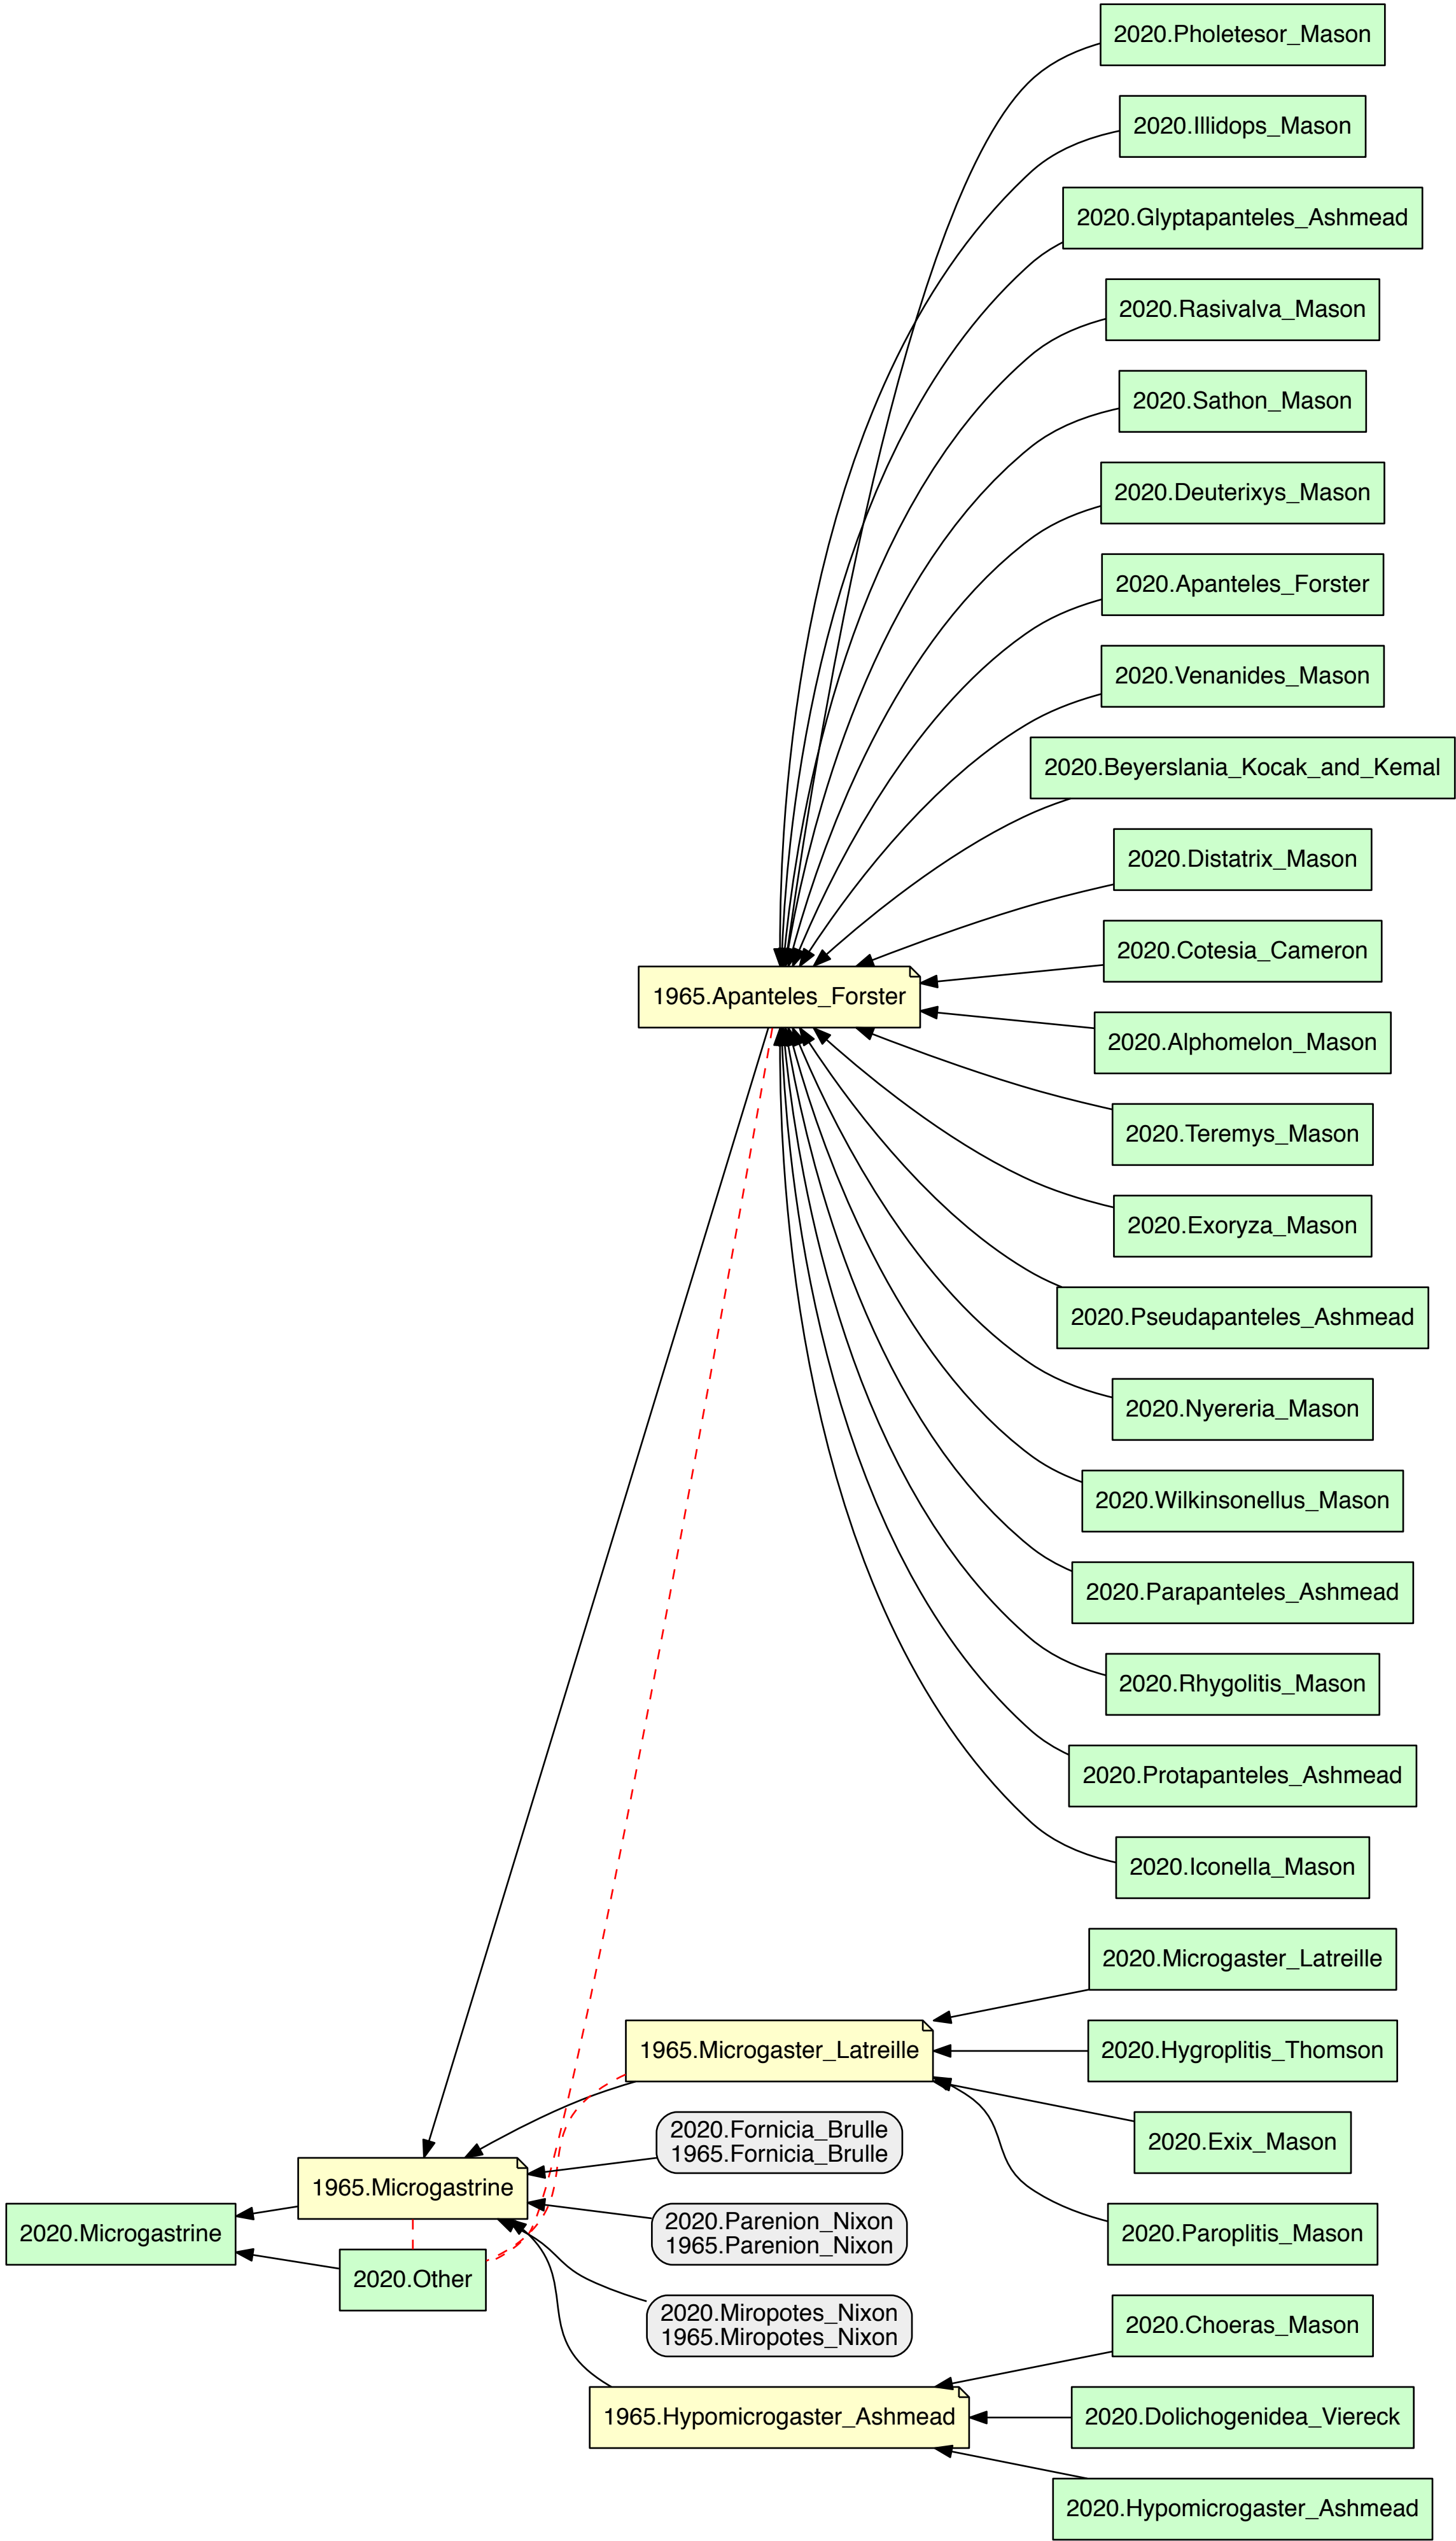 2020.Pholetesor_Mason
2020.Illidops_Mason
2020.Glyptapanteles_Ashmead
2020.Rasivalva_Mason
2020.Sathon_Mason
2020.Deuterixys_Mason
2020.Apanteles_Forster
2020.Venanides_Mason
2020.Beyerslania_Kocak_and_Kemal
2020.Distatrix_Mason
2020.Cotesia_Cameron
1965.Apanteles_Forster
2020.Alphomelon_Mason
2020.Teremys_Mason
2020.Exoryza_Mason
2020.Pseudapanteles_Ashmead
2020.Nyereria_Mason
2020.Wilkinsonellus_Mason
2020.Parapanteles_Ashmead
2020.Rhygolitis_Mason
2020.Protapanteles_Ashmead
2020.Iconella_Mason
2020.Microgaster_Latreille
1965.Microgaster_Latreille
2020.Hygroplitis_Thomson
2020.Fornicia_Brulle
1965.Fornicia_Brulle
2020.Exix_Mason
1965.Microgastrine
2020.Microgastrine
2020.Parenion_Nixon
1965.Parenion_Nixon
2020.Paroplitis_Mason
2020.Other
2020.Miropotes_Nixon
1965.Miropotes_Nixon
2020.Choeras_Mason
1965.Hypomicrogaster_Ashmead
2020.Dolichogenidea_Viereck
2020.Hypomicrogaster_Ashmead